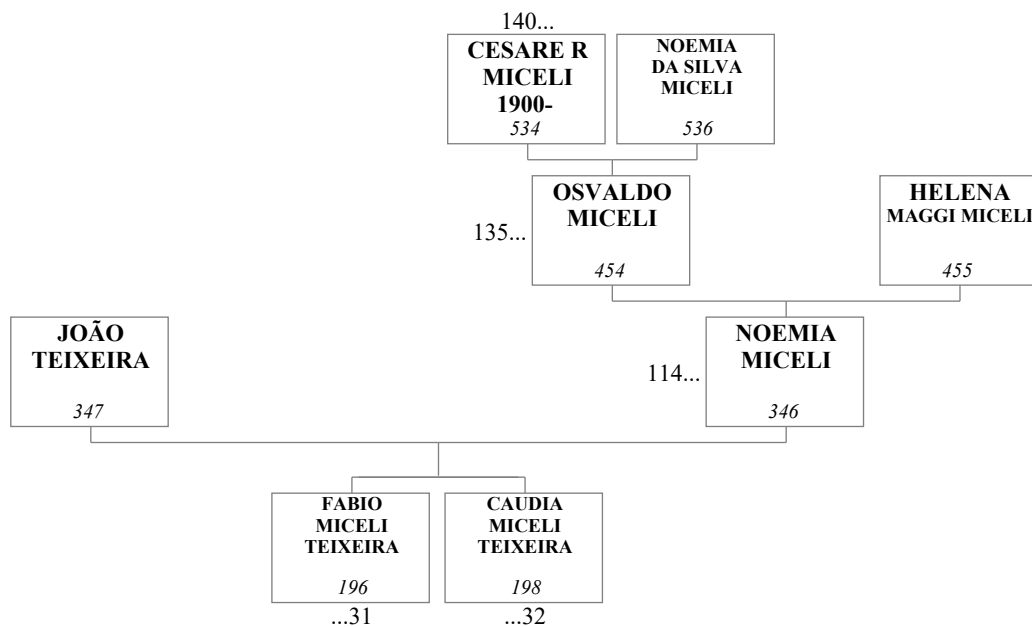 140...
CESARE R
MICELI
1900-
534
NOEMIA
DA SILVA
MICELI
536
135...
OSVALDO
MICELI
454
HELENA
MAGGI MICELI
455
JOÃO
TEIXEIRA
347
114...
NOEMIA
MICELI
346
FABIO
MICELI
TEIXEIRA
196
...31
CAUDIA
MICELI
TEIXEIRA
198
...32